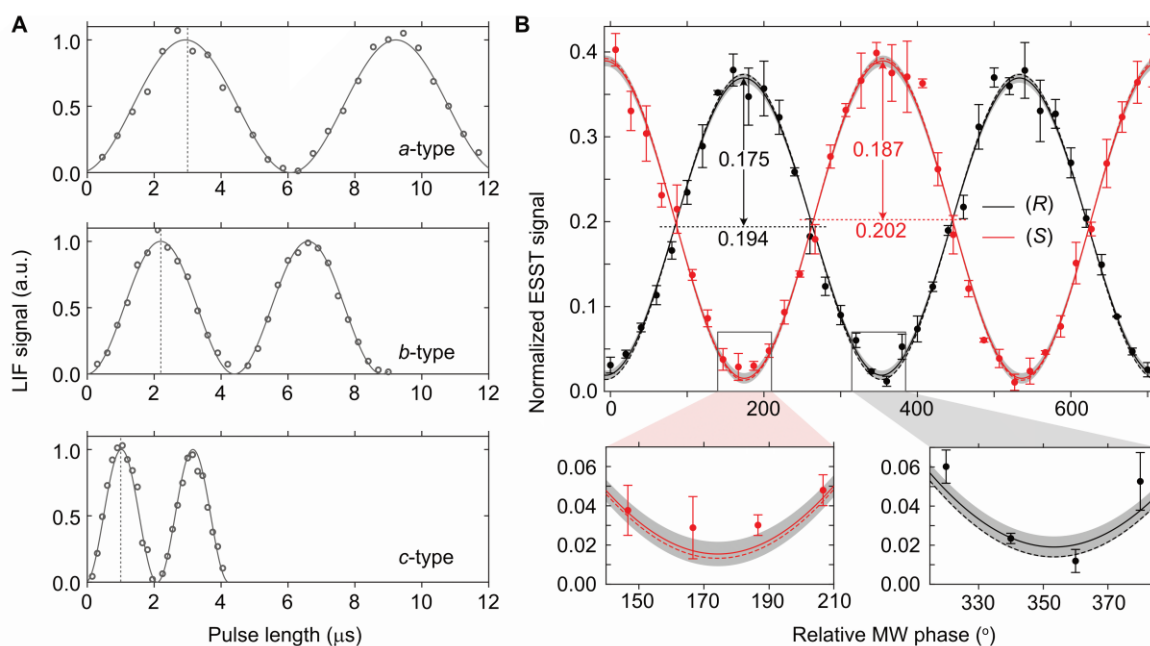 A
B
1.0
0.5
0.0
a-type
0 2 4 6 8 10 12
1.0
0.5
0.0
b-type
0 2 4 6 8 10 12
1.0
0.5
0.0
c-type
0 2 4 6 8 10 12
LIF signal (a.u.)
Pulse length (μs)
Normalized ESST signal
0.4
0.3
0.2
0.1
0.0
0.175
0.194
0.187
0.202
(R)
(S)
0 200 400 600
0.06
0.04
0.02
0.00
150 170 190 210
0.06
0.04
0.02
0.00
330 350 370
Relative MW phase (°)